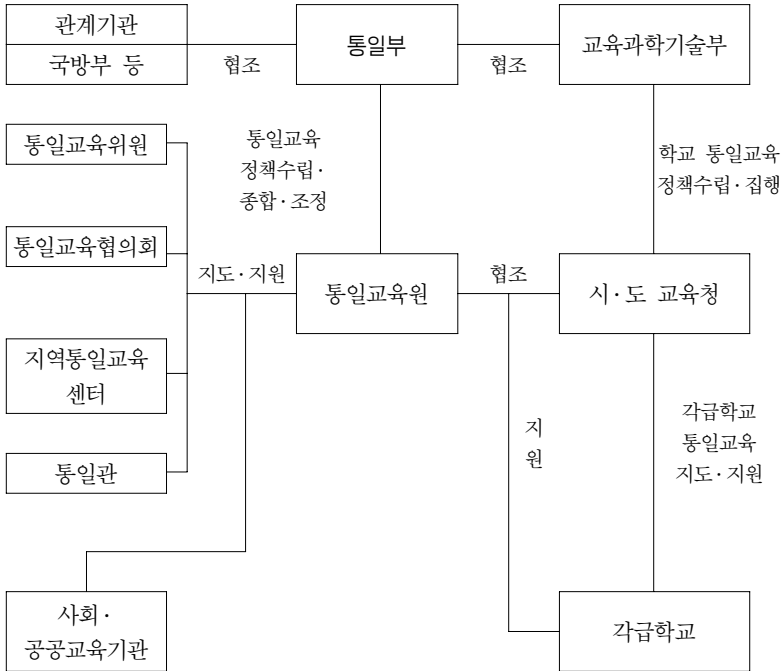 관계기관
국방부 등
협조
통일부
협조
교육과학기술부
통일교육위원
통일교육
정책수립·
종합·조정
학교 통일교육
정책수립·집행
통일교육협의회
지도·지원
통일교육원
협조
시·도 교육청
지역통일교육
센터
지
원
각급학교
통일교육
지도·지원
통일관
사회·
공공교육기관
각급학교